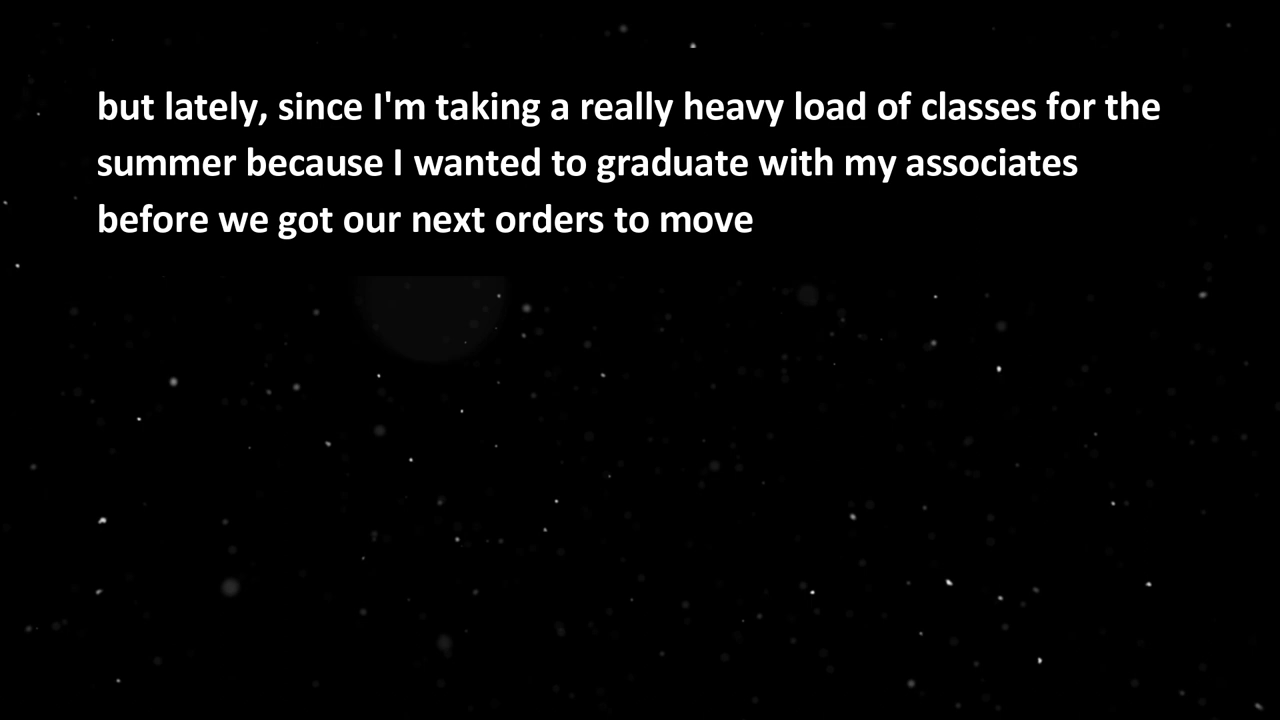 but lately, since I'm taking a really heavy load of classes for the
summer because I wanted to graduate with my associates
before we got our next orders to move